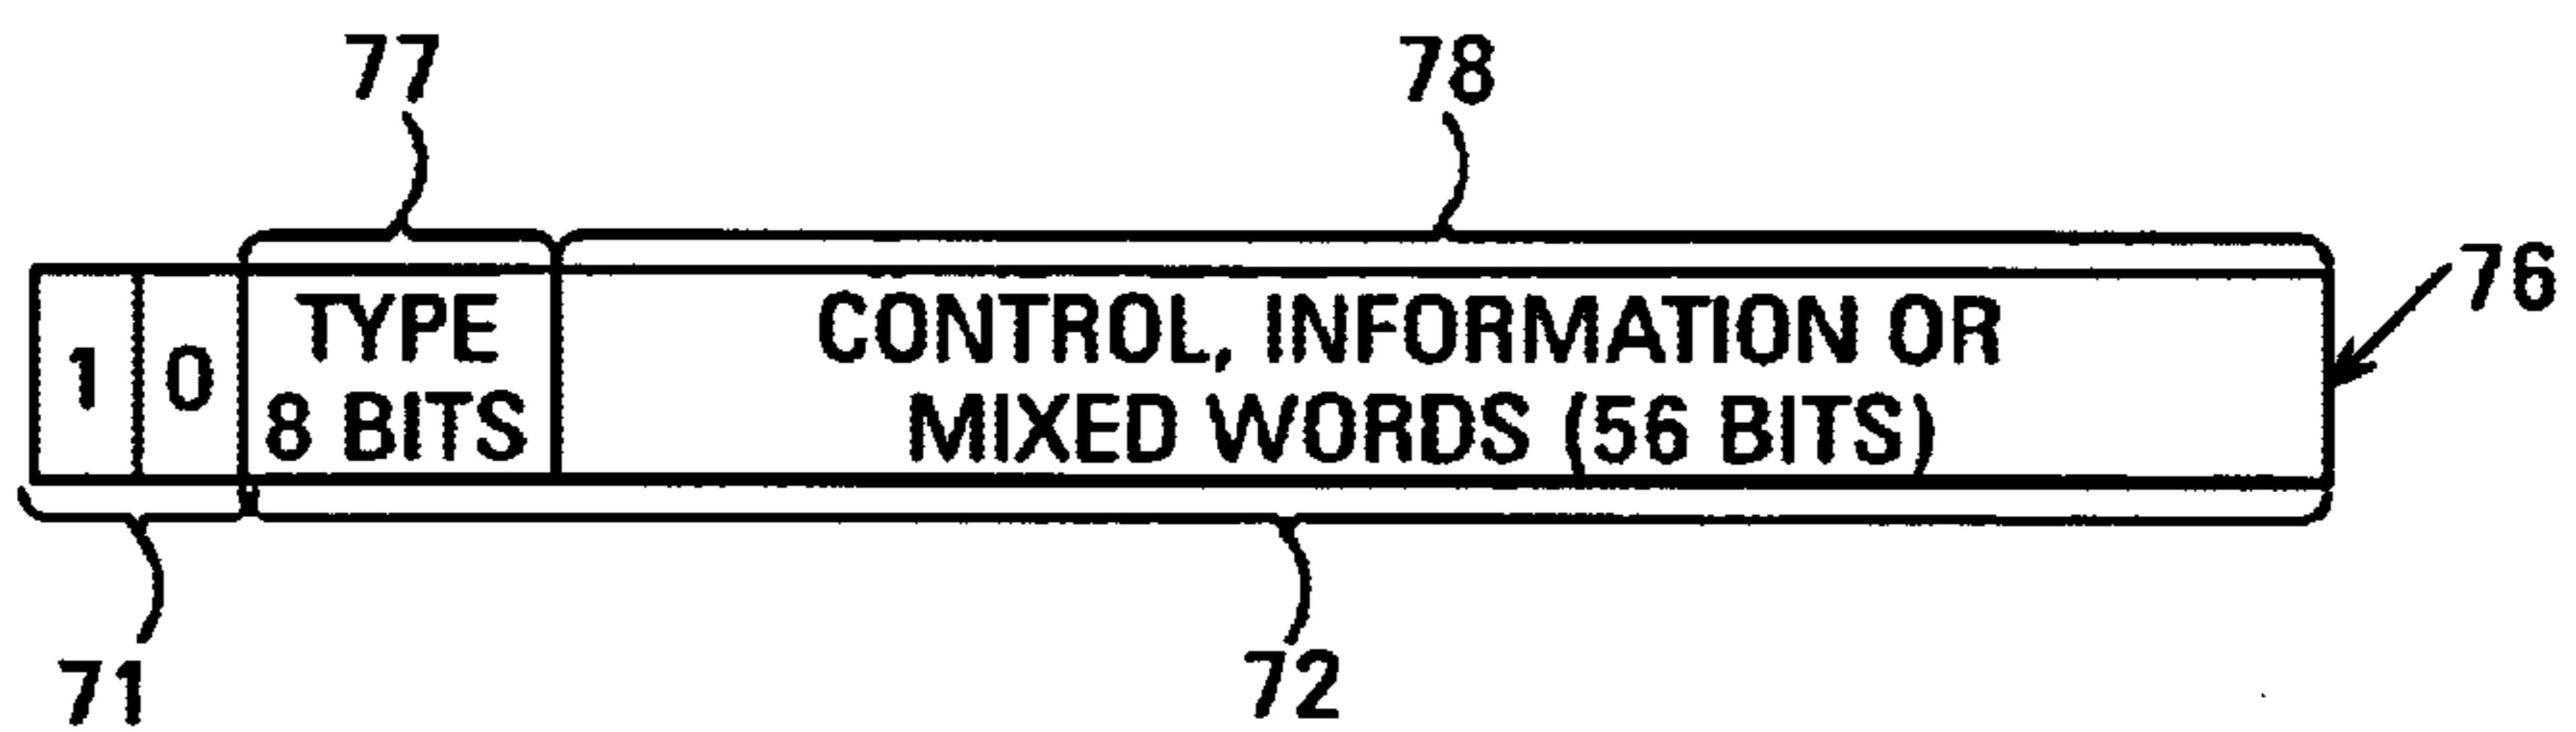 77
78
76
1 0
TYPE
8 BITS
CONTROL, INFORMATION OR
MIXED WORDS (56 BITS)
71
72